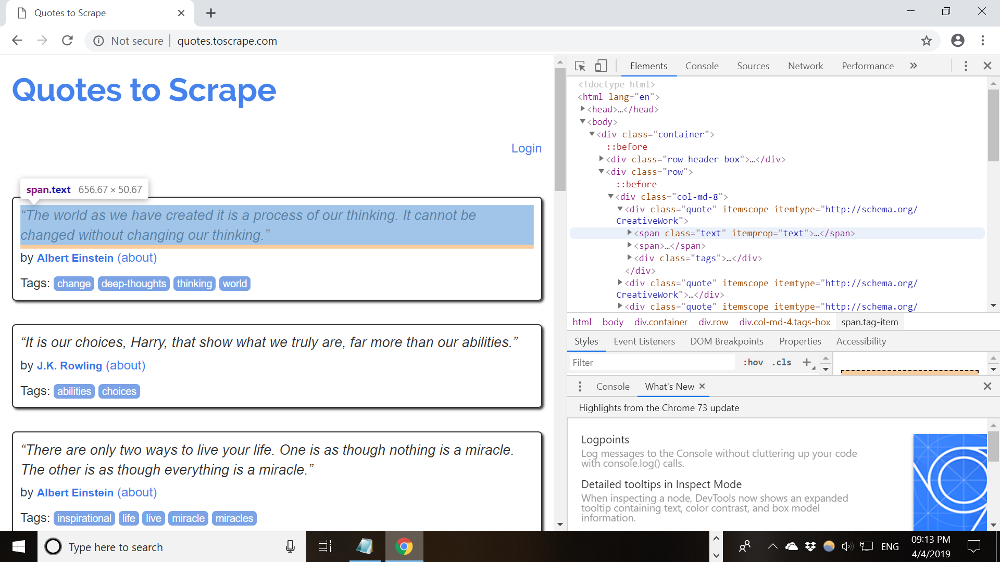 Quotes to Scrape
Not secure | quotes.toscrape.com
Quotes to Scrape
Login
span.text 656.67 × 50.67
“The world as we have created it is a process of our thinking. It cannot be
changed without changing our thinking.”
by Albert Einstein (about)
Tags: change deep-thoughts thinking world
“It is our choices, Harry, that show what we truly are, far more than our abilities.”
by J.K. Rowling (about)
Tags: abilities choices
“There are only two ways to live your life. One is as though nothing is a miracle.
The other is as though everything is a miracle.”
by Albert Einstein (about)
Tags: inspirational life live miracle miracles
Elements Console Sources Network Performance »
<!doctype html>
<html lang="en">
<head>…</head>
<body>
<div class="container">
::before
<div class="row header-box">…</div>
<div class="row">
::before
<div class="col-md-8">
<div class="quote" itemscope itemtype="http://schema.org/
CreativeWork">
<span class="text" itemprop="text">…</span>
<span>…</span>
<div class="tags">…</div>
</div>
<div class="quote" itemscope itemtype="http://schema.org/
CreativeWork">…</div>
<div class="quote" itemscope itemtype="http://schema.org/
html body div.container div.row div.col-md-4.tags-box span.tag-item
Styles Event Listeners DOM Breakpoints Properties Accessibility
Filter :hov .cls +
Console What's New
Highlights from the Chrome 73 update
Logpoints
Log messages to the Console without cluttering up your code
with console.log() calls.
Detailed tooltips in Inspect Mode
When inspecting a node, DevTools now shows an expanded
tooltip containing text, color contrast, and box model
information.
Type here to search
ENG
09:13 PM
4/4/2019